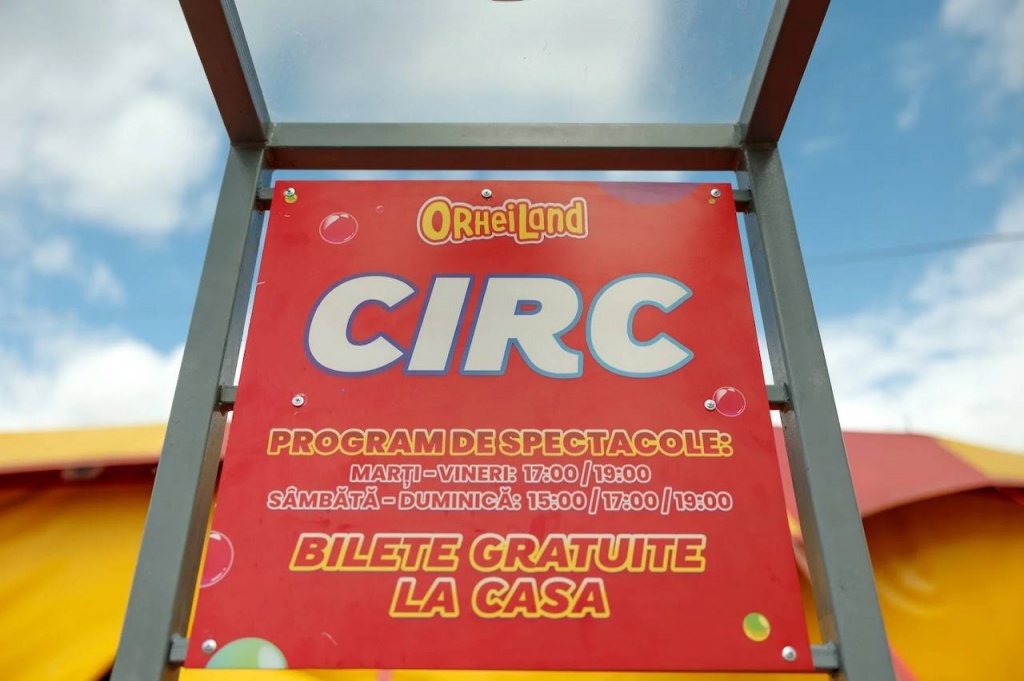 ORHeiLand
CIRC
PROGRAM DE SPECTACOLE:
MARȚI - VINERI: 17:00 / 19:00
SÂMBĂTĂ - DUMINICĂ: 15:00 / 17:00 / 19:00
BILETE GRATUITE
LA CASA